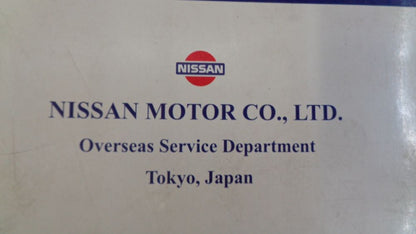 NISSAN
NISSAN MOTOR CO., LTD.
Overseas Service Department
Tokyo, Japan